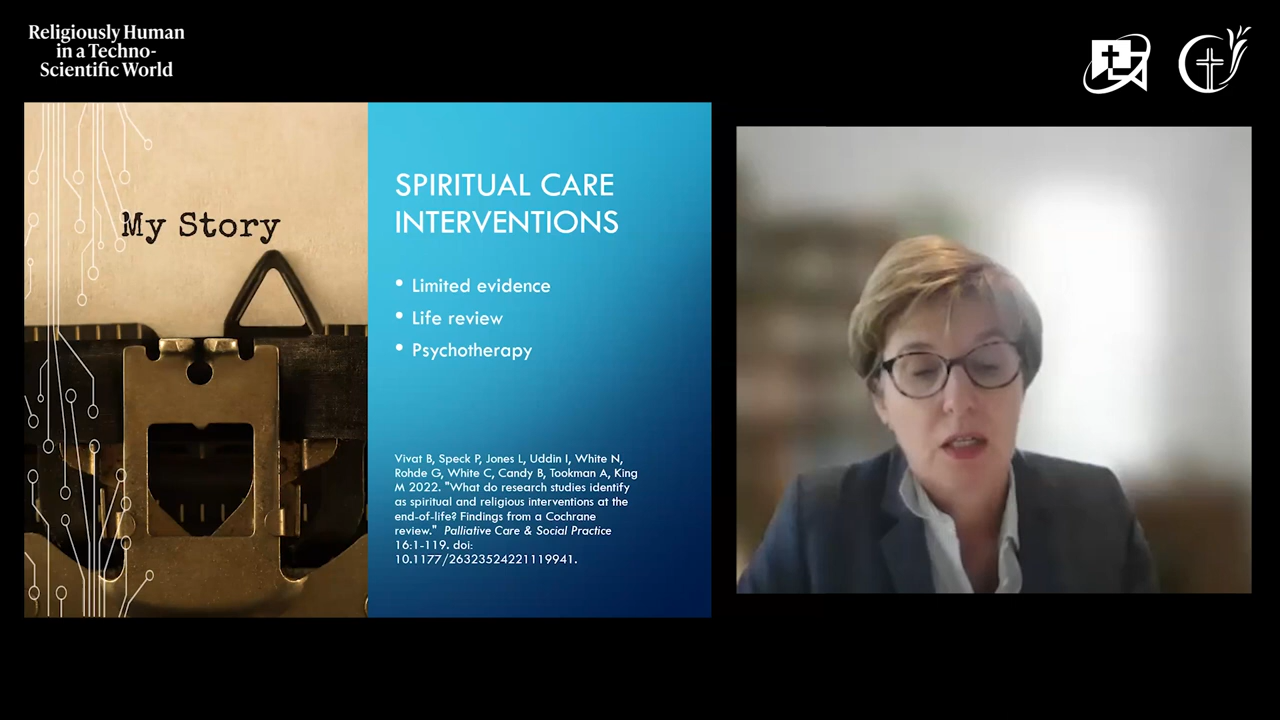 Religiously Human
in a Techno-
Scientific World
My Story
SPIRITUAL CARE
INTERVENTIONS
• Limited evidence
• Life review
• Psychotherapy
Vivat B, Speck P, Jones L, Uddin I, White N,
Rohde G, White C, Candy B, Tookman A, King
M 2022. "What do research studies identify
as spiritual and religious interventions at the
end-of-life? Findings from a Cochrane
review." Palliative Care & Social Practice
16:1-119. doi:
10.1177/26323524221119941.